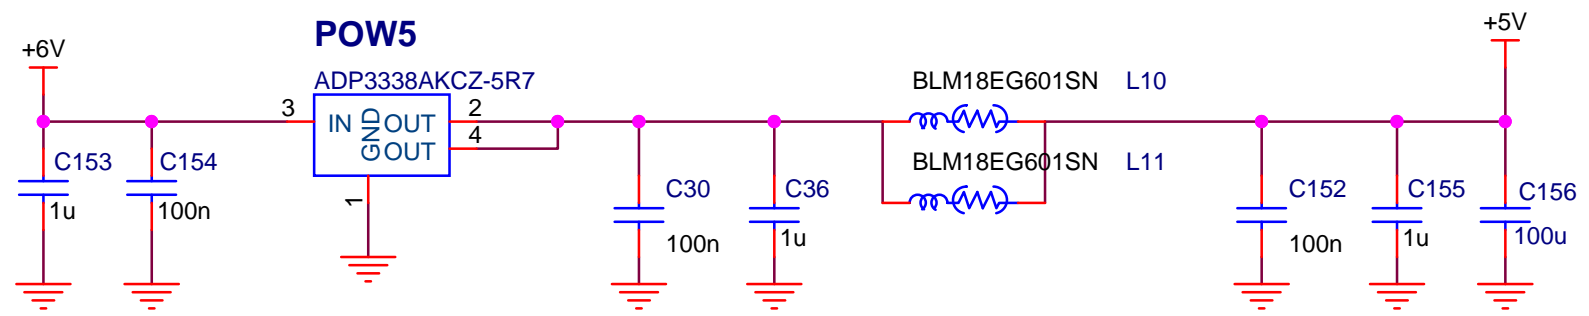 POW5
+6V
+5V
ADP3338AKCZ-5R7
BLM18EG601SN L10
3
IN
GND
OUT
2
OUT
4
1
C153
1u
C154
100n
BLM18EG601SN L11
C30
100n
C36
1u
C152
100n
C155
1u
C156
100u